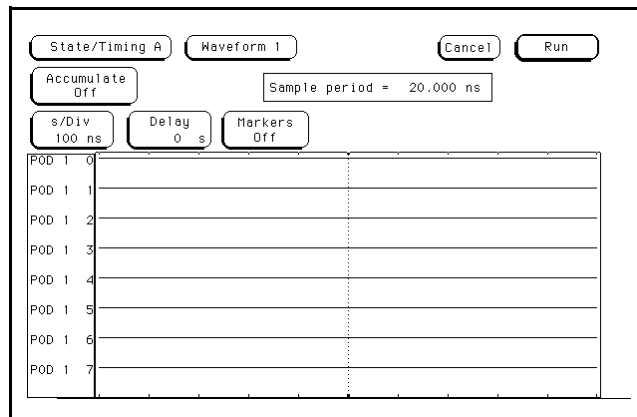 State/Timing A Waveform 1 Cancel Run
Accumulate
Off
Sample period = 20.000 ns
s/Div
100 ns
Delay
0 s
Markers
Off
POD 1 0
POD 1 1
POD 1 2
POD 1 3
POD 1 4
POD 1 5
POD 1 6
POD 1 7